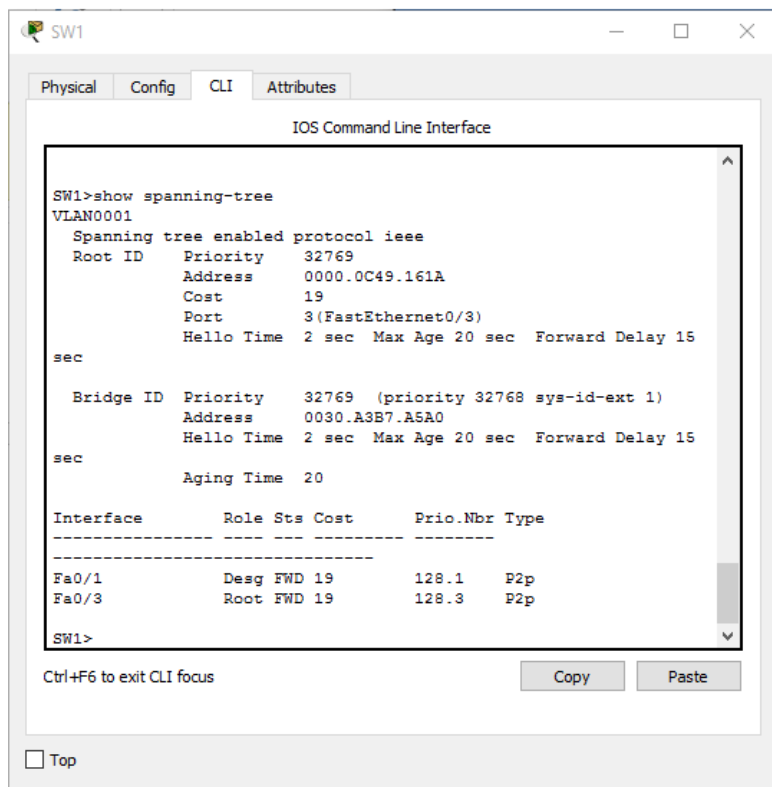 SW1
Physical Config CLI Attributes
IOS Command Line Interface
SW1>show spanning-tree
VLAN0001
  Spanning tree enabled protocol ieee
  Root ID    Priority    32769
             Address     0000.0C49.161A
             Cost        19
             Port        3(FastEthernet0/3)
             Hello Time  2 sec  Max Age 20 sec  Forward Delay 15
sec
  Bridge ID  Priority    32769  (priority 32768 sys-id-ext 1)
             Address     0030.A3B7.A5A0
             Hello Time  2 sec  Max Age 20 sec  Forward Delay 15
sec
             Aging Time  20
Interface        Role Sts Cost      Prio.Nbr Type
---------------- ---- --- --------- --------
--------------------------------
Fa0/1            Desg FWD 19        128.1    P2p
Fa0/3            Root FWD 19        128.3    P2p
SW1>
Ctrl+F6 to exit CLI focus
Copy Paste
Top